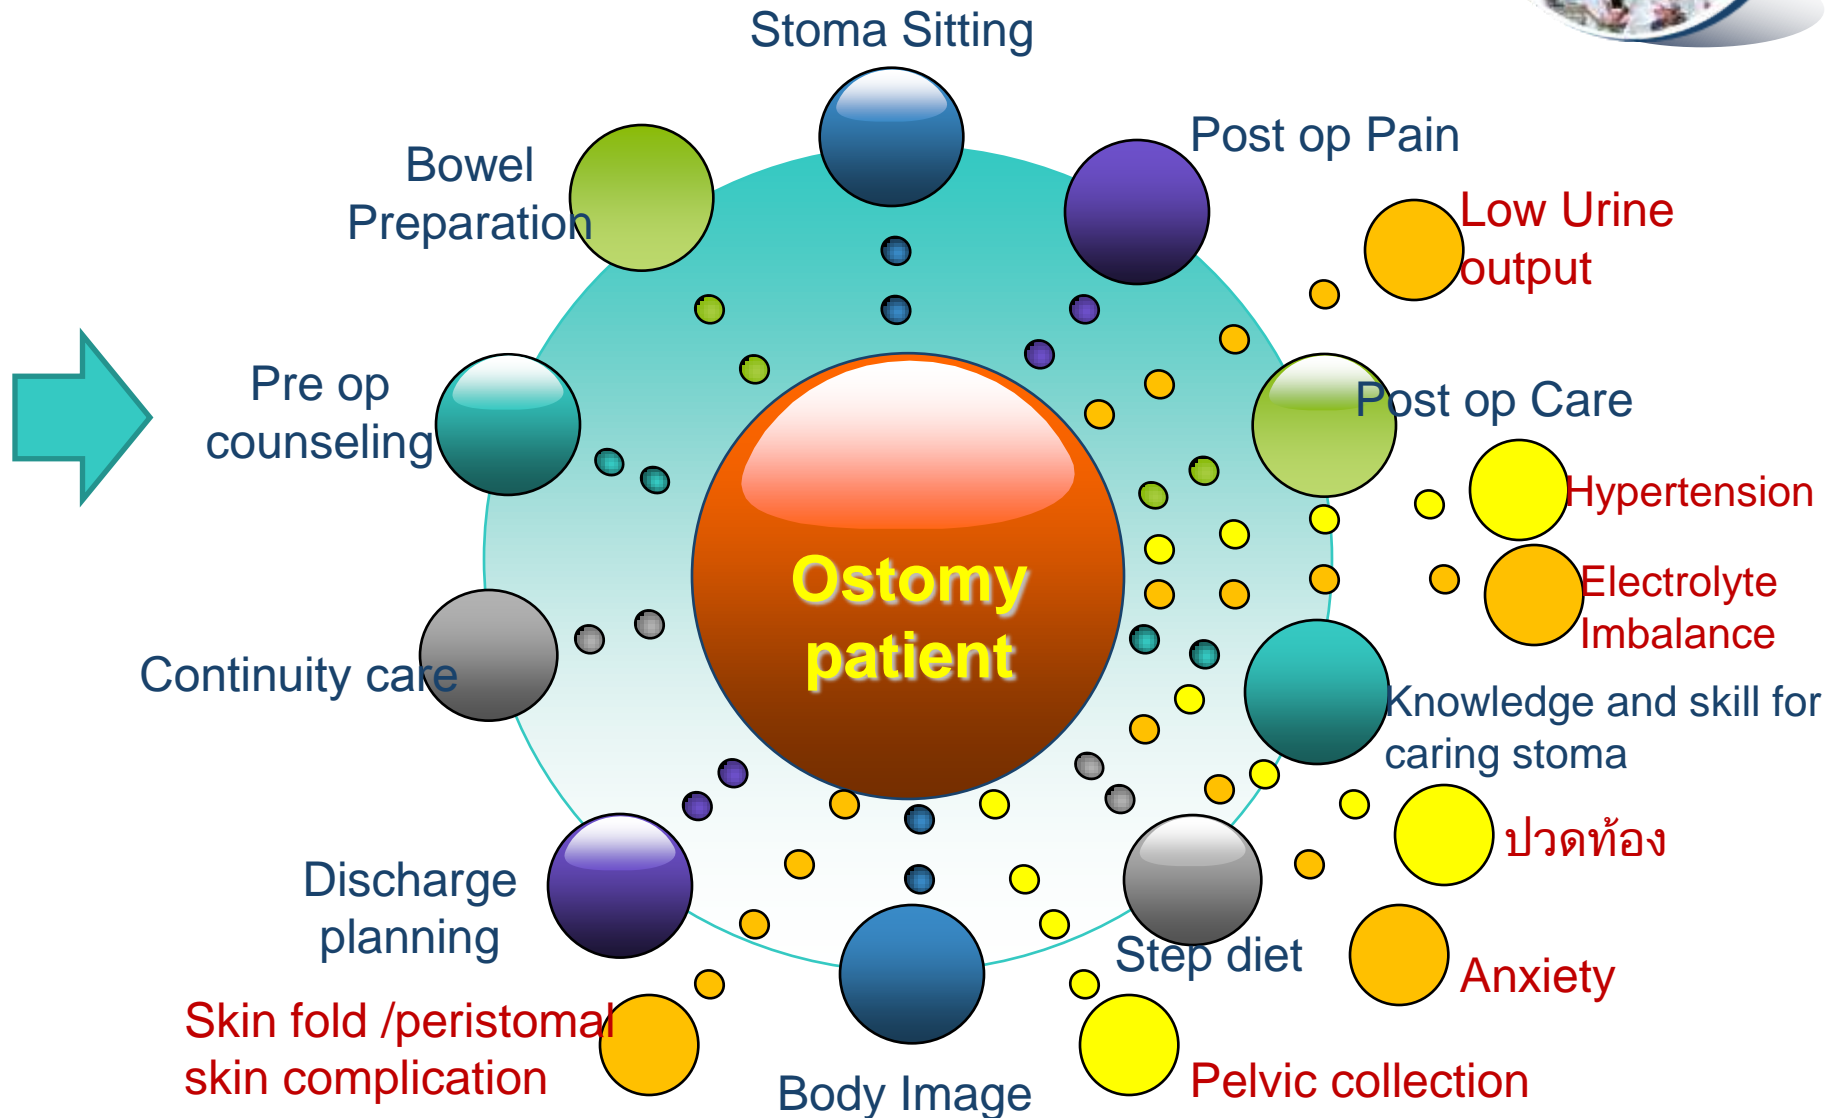 Stoma Sitting
Post op Pain
Bowel
Preparation
Low Urine
output
Pre op
counseling
Post op Care
Hypertension
Ostomy
patient
Electrolyte
Imbalance
Continuity care
Knowledge and skill for
caring stoma
ปวดท้อง
Discharge
planning
Step diet
Anxiety
Skin fold /peristomal
skin complication
Body Image
Pelvic collection